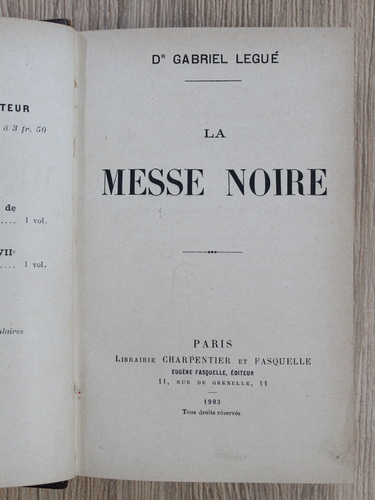 TEUR
à 3 fr. 50
de
.... 1 vol.
VIIe
.... 1 vol.
Dr GABRIEL LEGUÉ
LA
MESSE NOIRE
PARIS
LIBRAIRIE CHARPENTIER ET FASQUELLE
EUGÈNE FASQUELLE, ÉDITEUR
11, RUE DE GRENELLE, 11
1903
Tous droits réservés